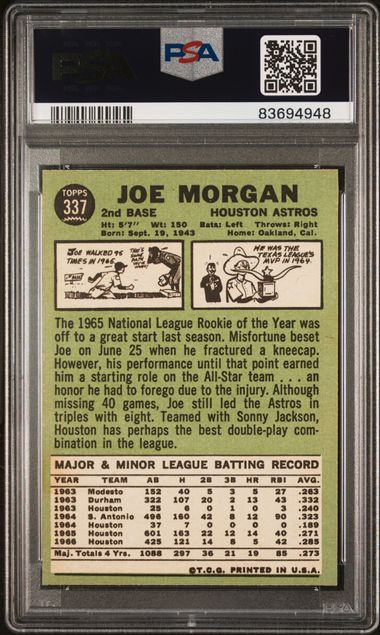 PSA
PSA
83694948
TOPPS
337
JOE MORGAN
2nd BASE HOUSTON ASTROS
Ht: 5'7" Wt: 150 Bats: Left Throws: Right
Born: Sept. 19, 1943 Home: Oakland, Cal.
JOE WALKED 95
TIMES IN 1965.
HE WAS THE
TEXAS LEAGUE'S
MVP IN 1964.
The 1965 National League Rookie of the Year was
off to a great start last season. Misfortune beset
Joe on June 25 when he fractured a kneecap.
However, his performance until that point earned
him a starting role on the All-Star team . . . an
honor he had to forego due to the injury. Although
missing 40 games, Joe still led the Astros in
triples with eight. Teamed with Sonny Jackson,
Houston has perhaps the best double-play com-
bination in the league.
MAJOR & MINOR LEAGUE BATTING RECORD
YEAR TEAM AB H 2B 3B HR RBI AVG.
1963 Modesto 152 40 5 3 5 27 .263
1963 Durham 322 107 20 2 13 43 .332
1963 Houston 25 6 0 1 0 3 .240
1964 S. Antonio 496 160 42 8 12 90 .323
1964 Houston 37 7 0 0 0 0 .189
1965 Houston 601 163 22 12 14 40 .271
1966 Houston 425 121 14 8 5 42 .285
Maj. Totals 4 Yrs. 1088 297 36 21 19 85 .273
©T.C.G. PRINTED IN U.S.A.